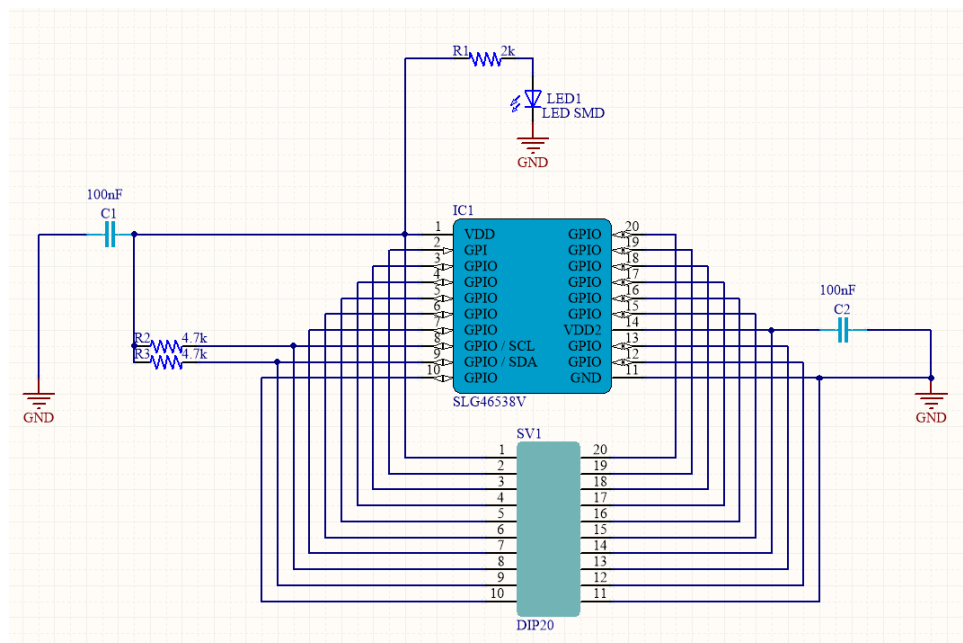 R1 2k
LED1
LED SMD
GND
100nF
C1
IC1
1 VDD GPIO 20
2 GPI GPIO 19
3 GPIO GPIO 18
4 GPIO GPIO 17
5 GPIO GPIO 16
6 GPIO GPIO 15
7 GPIO VDD2 14
8 GPIO / SCL GPIO 13
9 GPIO / SDA GPIO 12
10 GPIO GND 11
SLG46538V
100nF
C2
R2 4.7k
R3 4.7k
GND
GND
SV1
1 20
2 19
3 18
4 17
5 16
6 15
7 14
8 13
9 12
10 11
DIP20